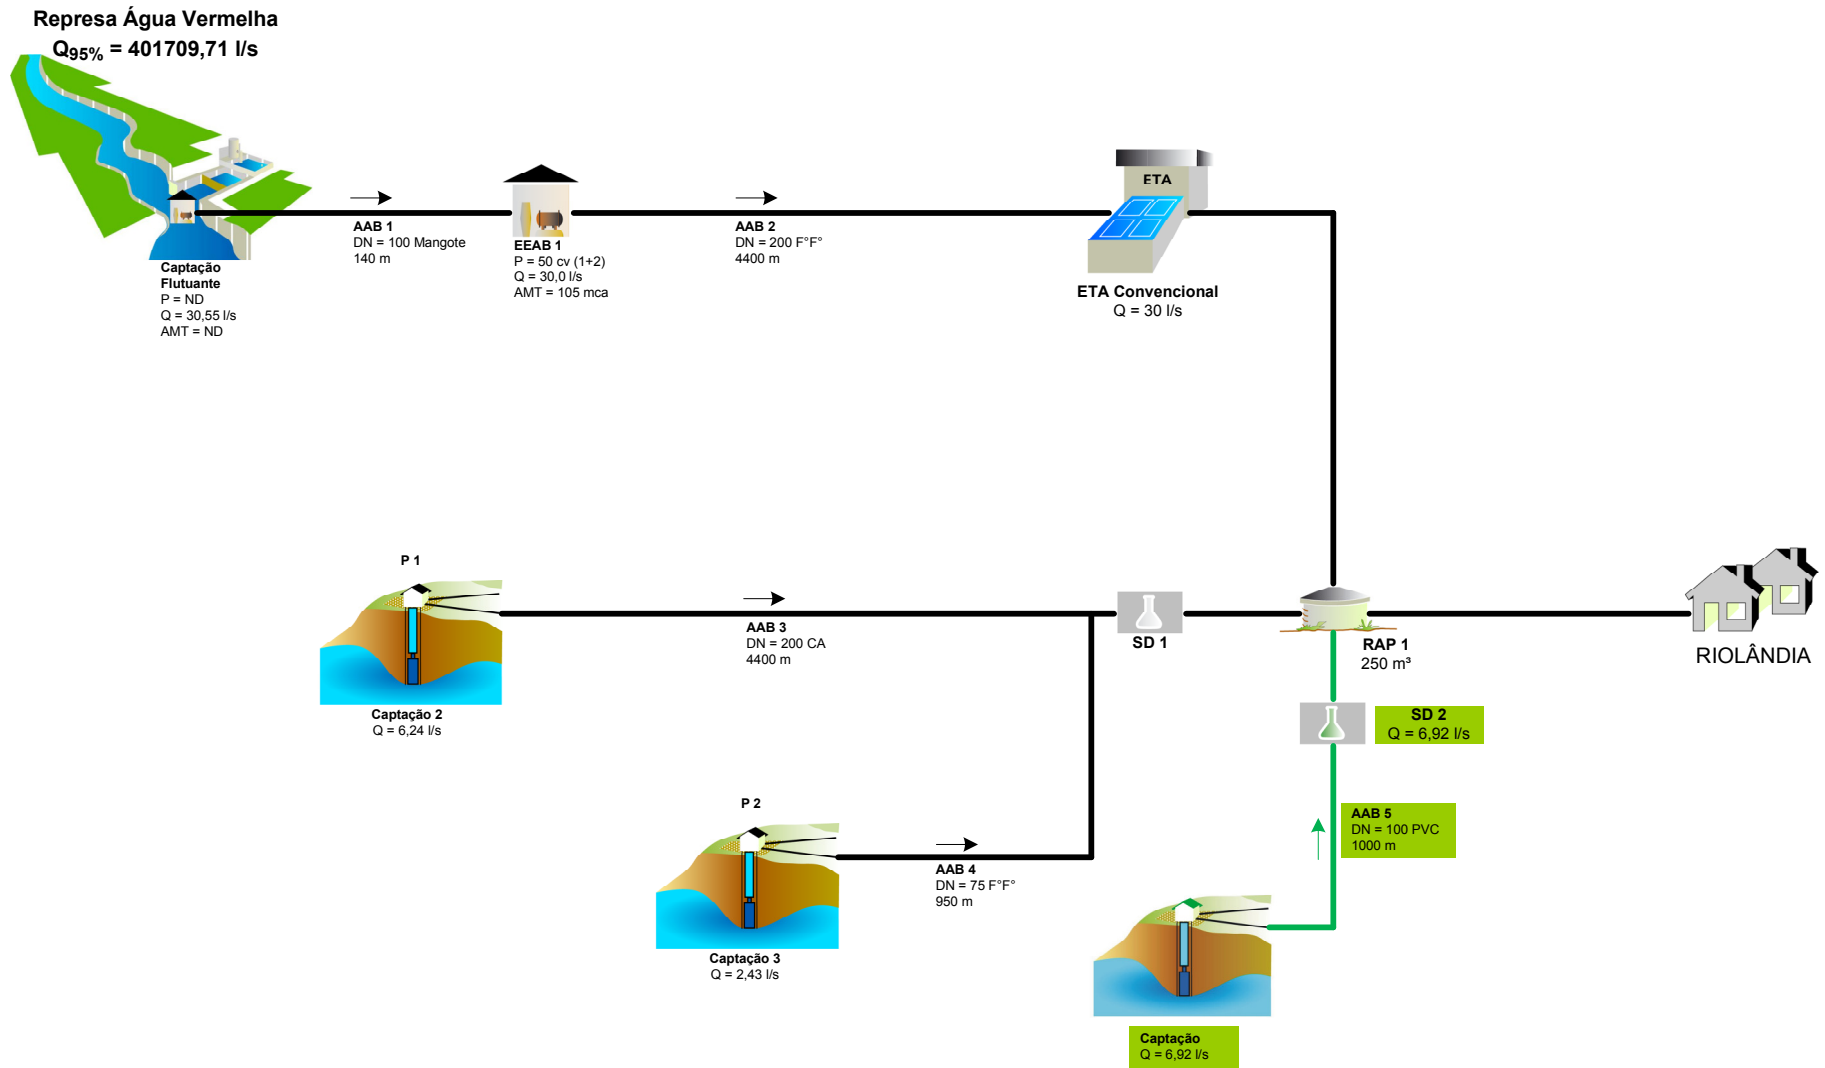 Represa Água Vermelha
Q95% = 401709,71 l/s
Captação
Flutuante
P = ND
Q = 30,55 l/s
AMT = ND
AAB 1
DN = 100 Mangote
140 m
EEAB 1
P = 50 cv (1+2)
Q = 30,0 l/s
AMT = 105 mca
AAB 2
DN = 200 F°F°
4400 m
ETA
ETA Convencional
Q = 30 l/s
P 1
Captação 2
Q = 6,24 l/s
AAB 3
DN = 200 CA
4400 m
SD 1
RAP 1
250 m³
RIOLÂNDIA
SD 2
Q = 6,92 l/s
P 2
Captação 3
Q = 2,43 l/s
AAB 4
DN = 75 F°F°
950 m
AAB 5
DN = 100 PVC
1000 m
Captação
Q = 6,92 l/s